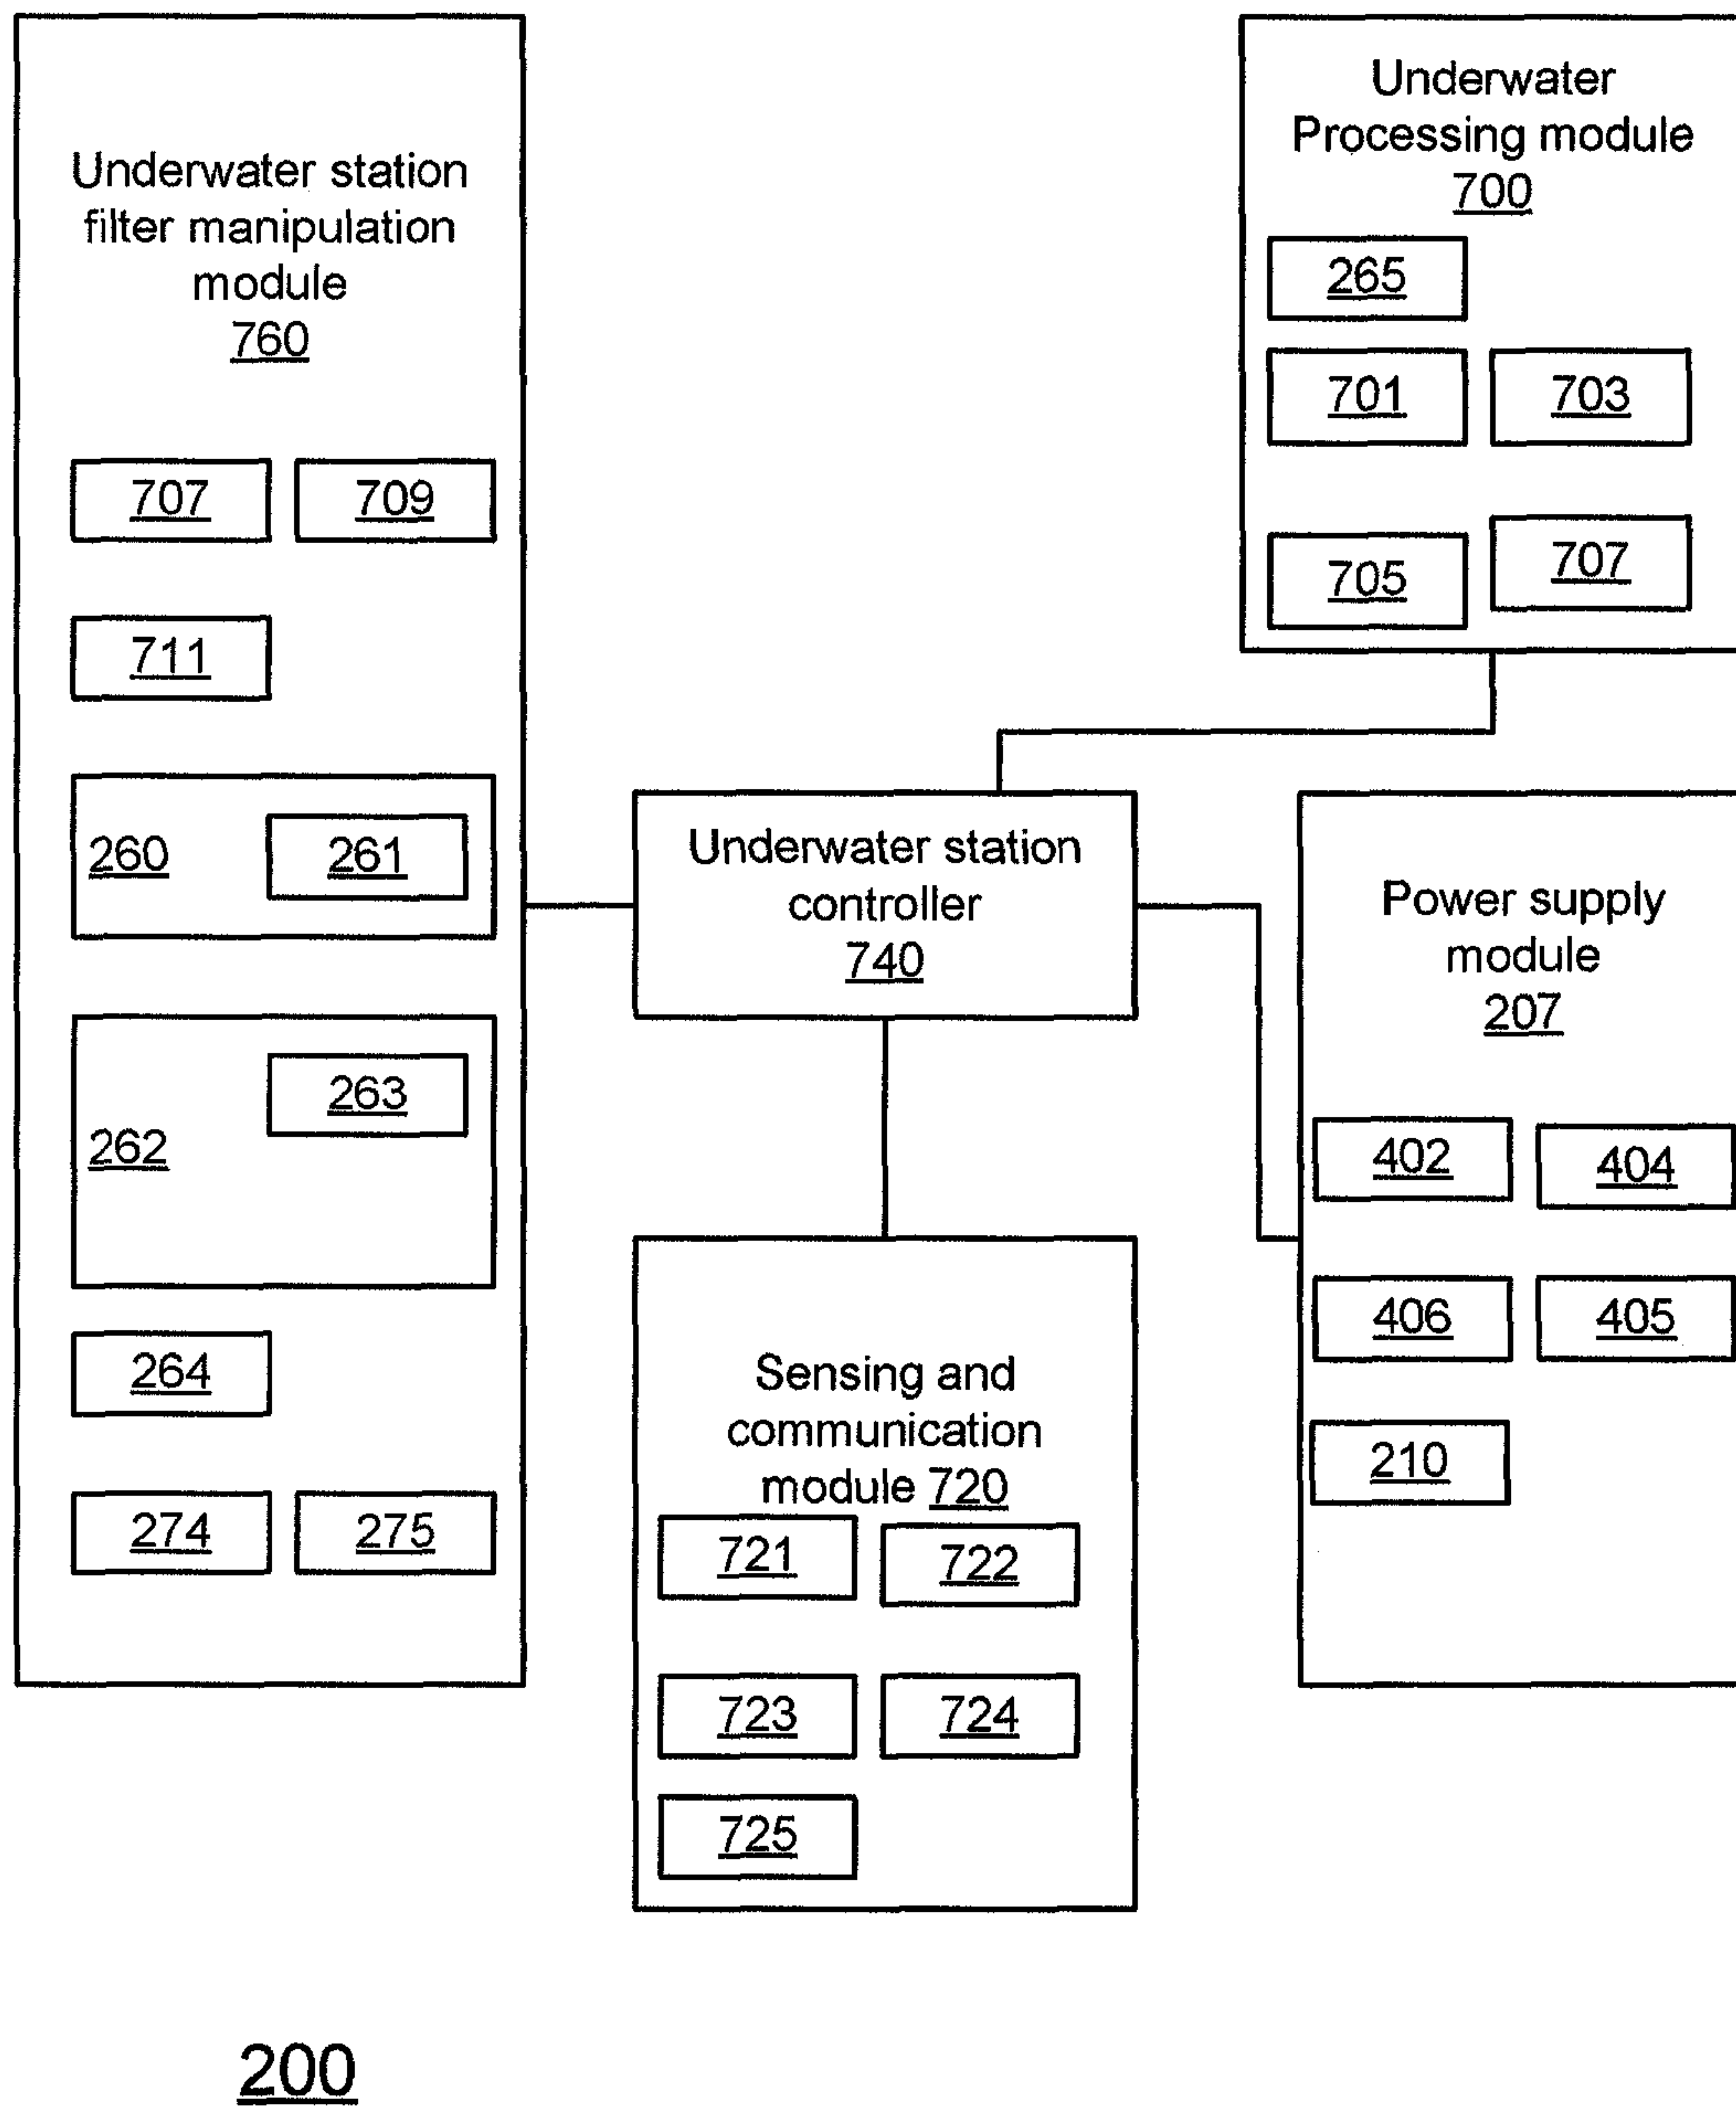 Underwater station
filter manipulation
module
760
707 709
711
260 261
263
262
264
274 275
Underwater
Processing module
700
265
701 703
705 707
Underwater station
controller
740
Power supply
module
207
402 404
406 405
210
Sensing and
communication
module 720
721 722
723 724
725
200